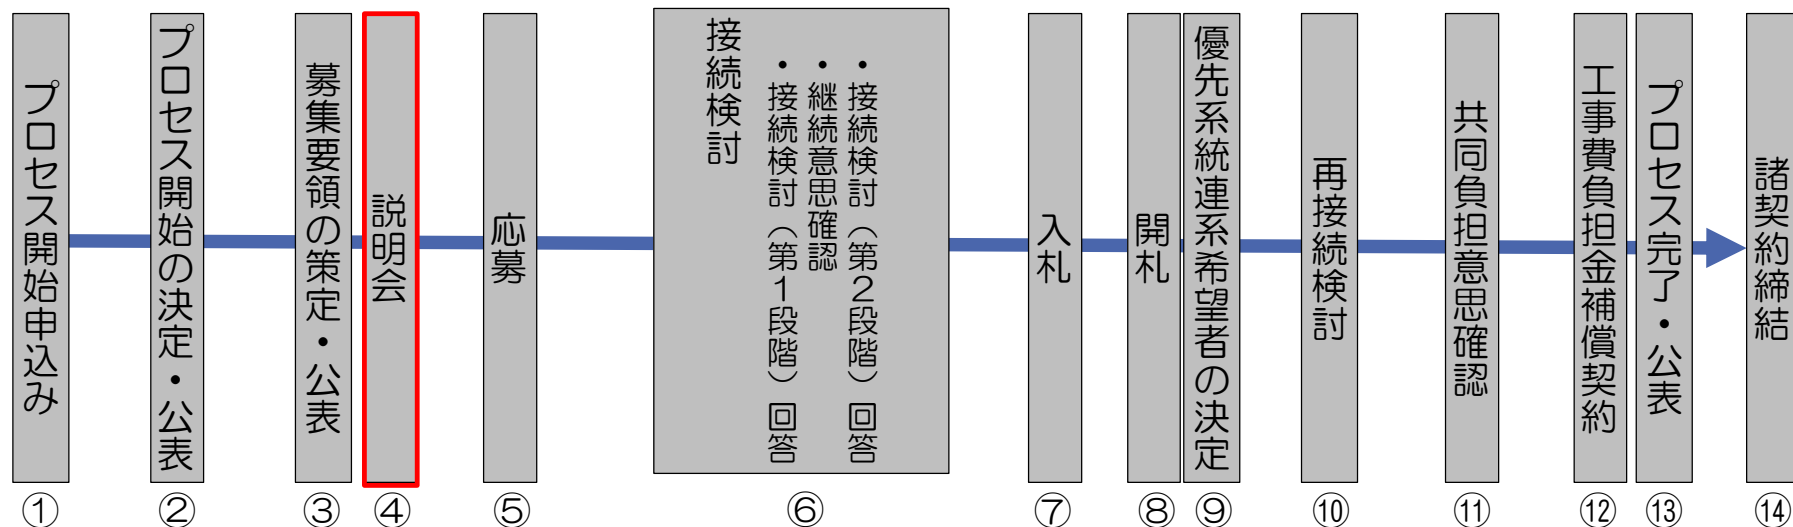 プロセス開始申込み
①
プロセス開始の決定・公表
②
募集要領の策定・公表
③
説明会
④
応募
⑤
接続検討
・接続検討（第１段階）回答
・継続意思確認
・接続検討（第２段階）回答
⑥
入札
⑦
開札
⑧
優先系統連系希望者の決定
⑨
再接続検討
⑩
共同負担意思確認
⑪
工事費負担金補償契約
⑫
プロセス完了・公表
⑬
諸契約締結
⑭